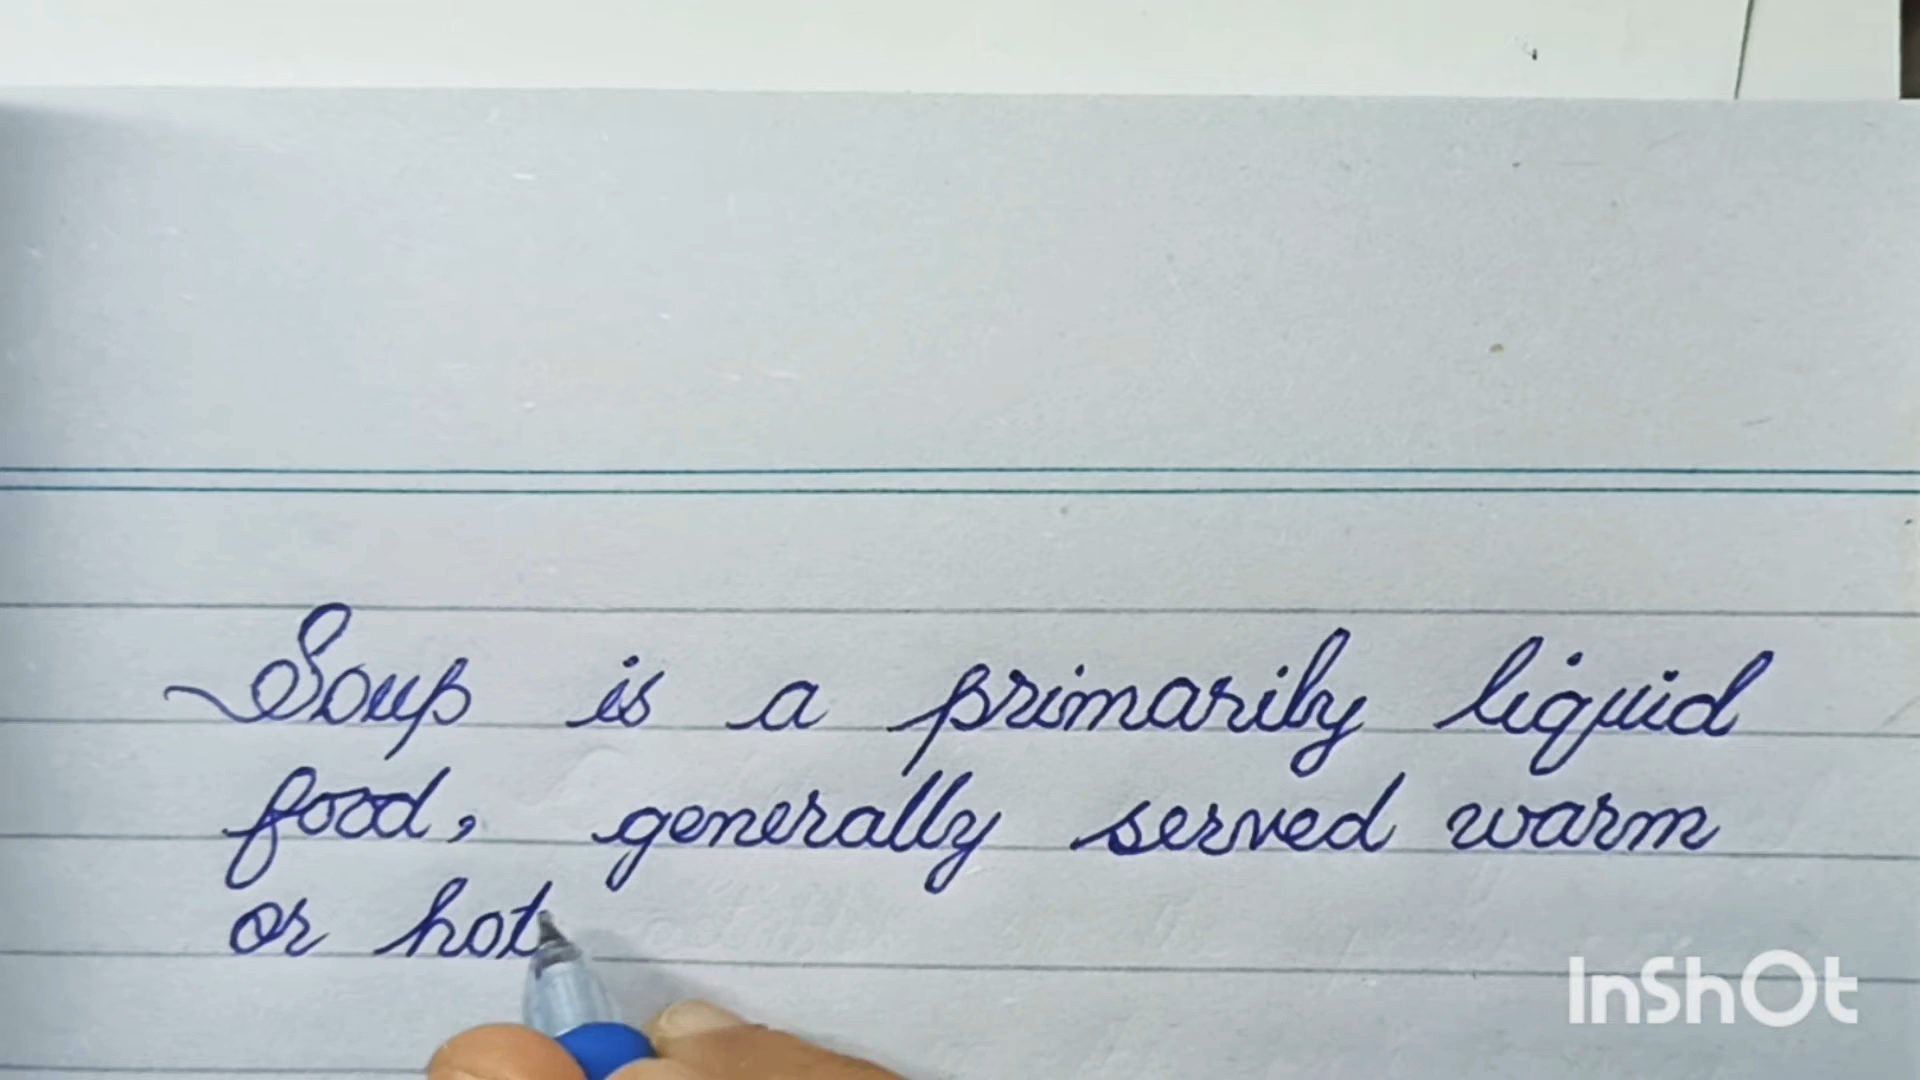 Soup is a primarily liquid
food, generally served warm
or hot
InShOt